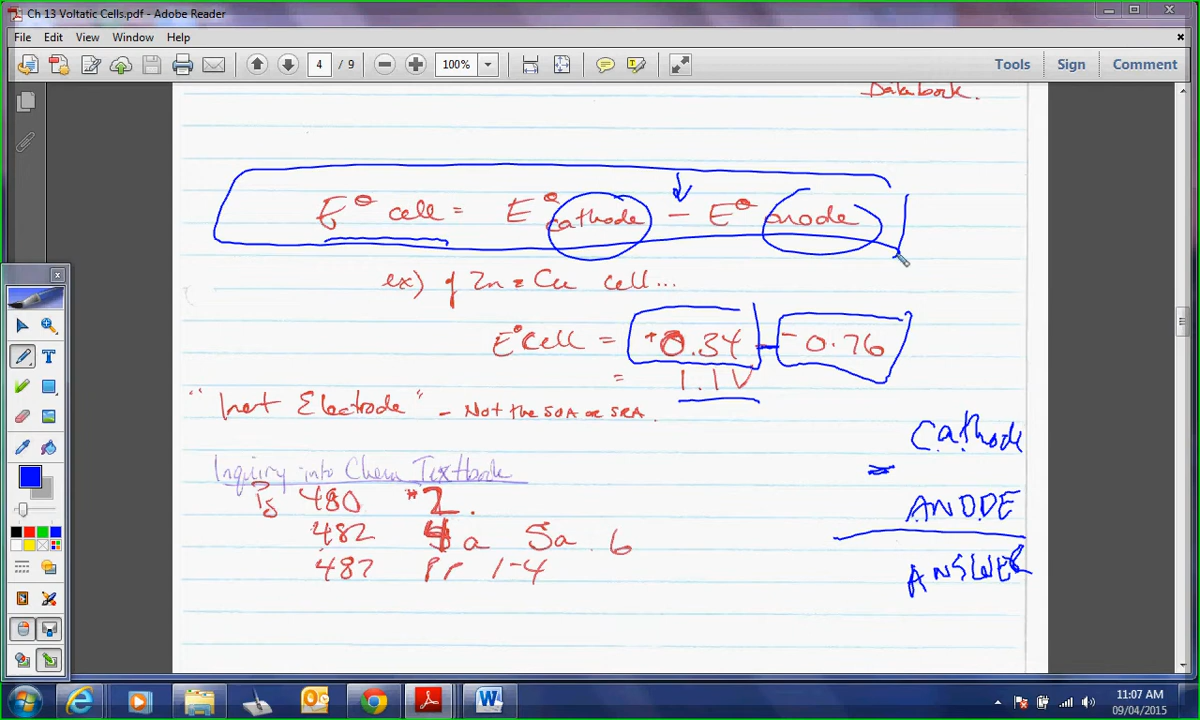 Ch 13 Voltatic Cells.pdf - Adobe Reader
File Edit View Window Help
4 / 9 100% Tools Sign Comment
Databook.
E° cell = E° cathode - E° anode
ex) of Zn Cu cell...
E°cell = +0.34 - -0.76
= 1.1V
"Inert Electrode" - Not the SOA or SRA.
Cathode
- ANODE
ANSWER
Inquiry into Chem Textbook
Pg 480 #2.
482 4a 5a 6
487 Pr 1-4
11:07 AM
09/04/2015